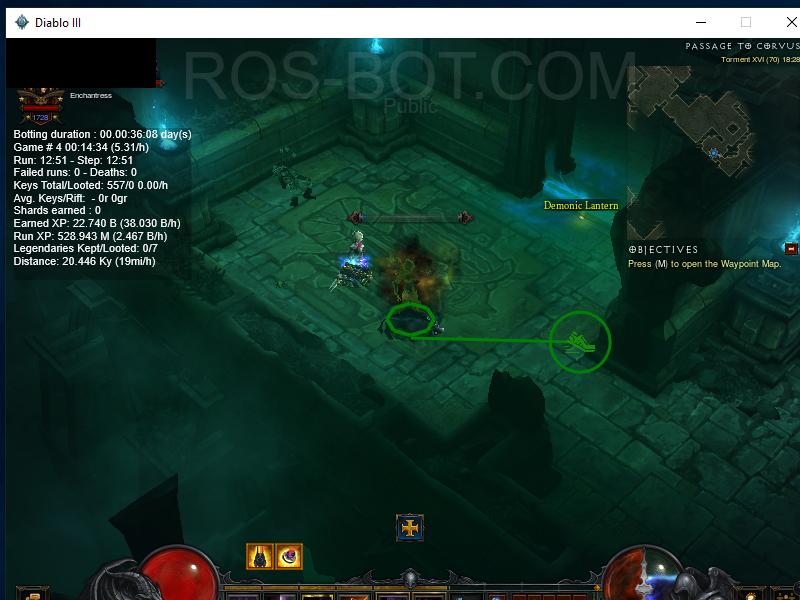 Diablo III
PASSAGE TO CORVUS
Torment XVI (70) 18:28
ROS-BOT.COM
Public
Enchantress
1728
Botting duration : 00.00:36:08 day(s)
Game # 4 00:14:34 (5.31/h)
Run: 12:51 - Step: 12:51
Failed runs: 0 - Deaths: 0
Keys Total/Looted: 557/0 0.00/h
Avg. Keys/Rift:  - 0r 0gr
Shards earned : 0
Earned XP: 22.740 B (38.030 B/h)
Run XP: 528.943 M (2.467 B/h)
Legendaries Kept/Looted: 0/7
Distance: 20.446 Ky (19mi/h)
Demonic Lantern
OBJECTIVES
Press (M) to open the Waypoint Map.